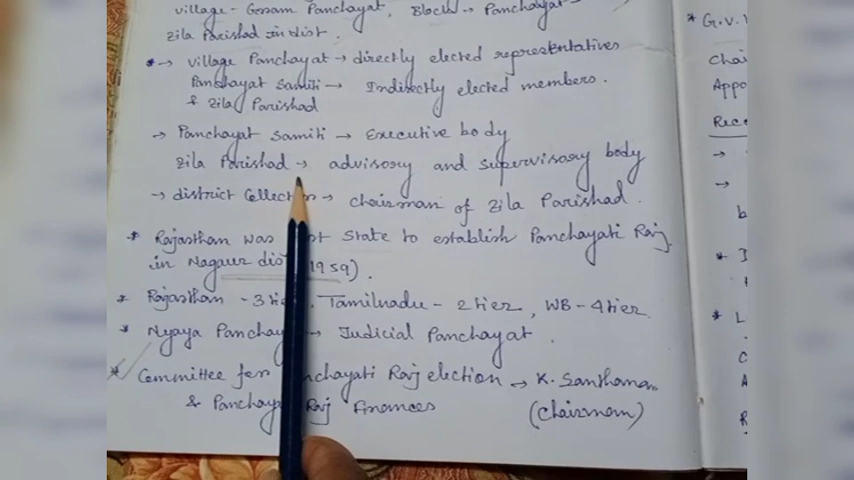 village - Gram Panchayat, Block → Panchayat
Zila Parishad in dist.
* → village Panchayat → directly elected representatives
Panchayat Samiti → Indirectly elected members.
& Zila Parishad
→ Panchayat Samiti → Executive body
Zila Parishad → advisory and supervisory body
→ district Collector → chairman of Zila Parishad.
* Rajasthan was st State to establish Panchayati Raj
in Nagaur dist 1959).
* Rajasthan - 3 tier, Tamilnadu - 2 tier, WB - 4 tier
* Nyaya Panchayat → Judicial Panchayat.
* Committee for Panchayati Raj election → K. Santhanam
& Panchayati Raj Finances (Chairman)
* G.V.
Chai
Appo
Rec
→
→
b
* I
* L
C
A
R